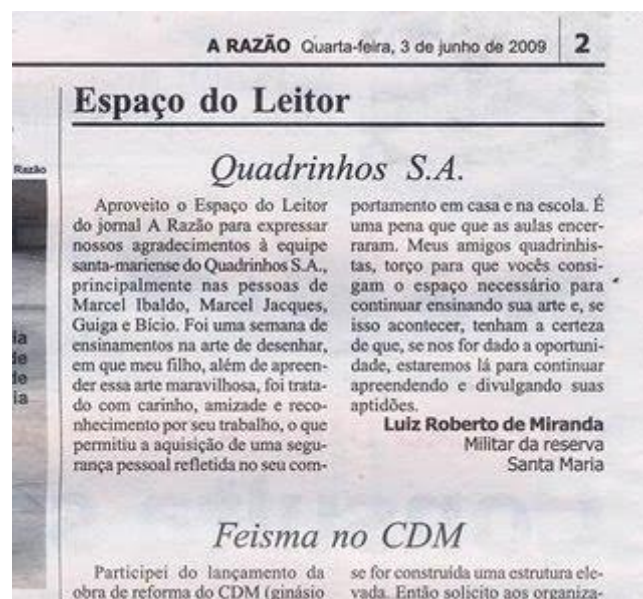 A RAZÃO Quarta-feira, 3 de junho de 2009 2
Espaço do Leitor
Razão
Quadrinhos S.A.
Aproveito o Espaço do Leitor
do jornal A Razão para expressar
nossos agradecimentos à equipe
santa-mariense do Quadrinhos S.A.,
principalmente nas pessoas de
Marcel Ibaldo, Marcel Jacques,
Guiga e Bício. Foi uma semana de
ensinamentos na arte de desenhar,
em que meu filho, além de apreen-
der essa arte maravilhosa, foi trata-
do com carinho, amizade e reco-
nhecimento por seu trabalho, o que
permitiu a aquisição de uma segu-
rança pessoal refletida no seu com-
portamento em casa e na escola. É
uma pena que que as aulas encer-
raram. Meus amigos quadrinhis-
tas, torço para que vocês consi-
gam o espaço necessário para
continuar ensinando sua arte e, se
isso acontecer, tenham a certeza
de que, se nos for dado a oportuni-
dade, estaremos lá para continuar
apreendendo e divulgando suas
aptidões.
Luiz Roberto de Miranda
Militar da reserva
Santa Maria
Feisma no CDM
Participei do lançamento da
obra de reforma do CDM (ginásio
se for construída uma estrutura ele-
vada. Então solicito aos organiza-